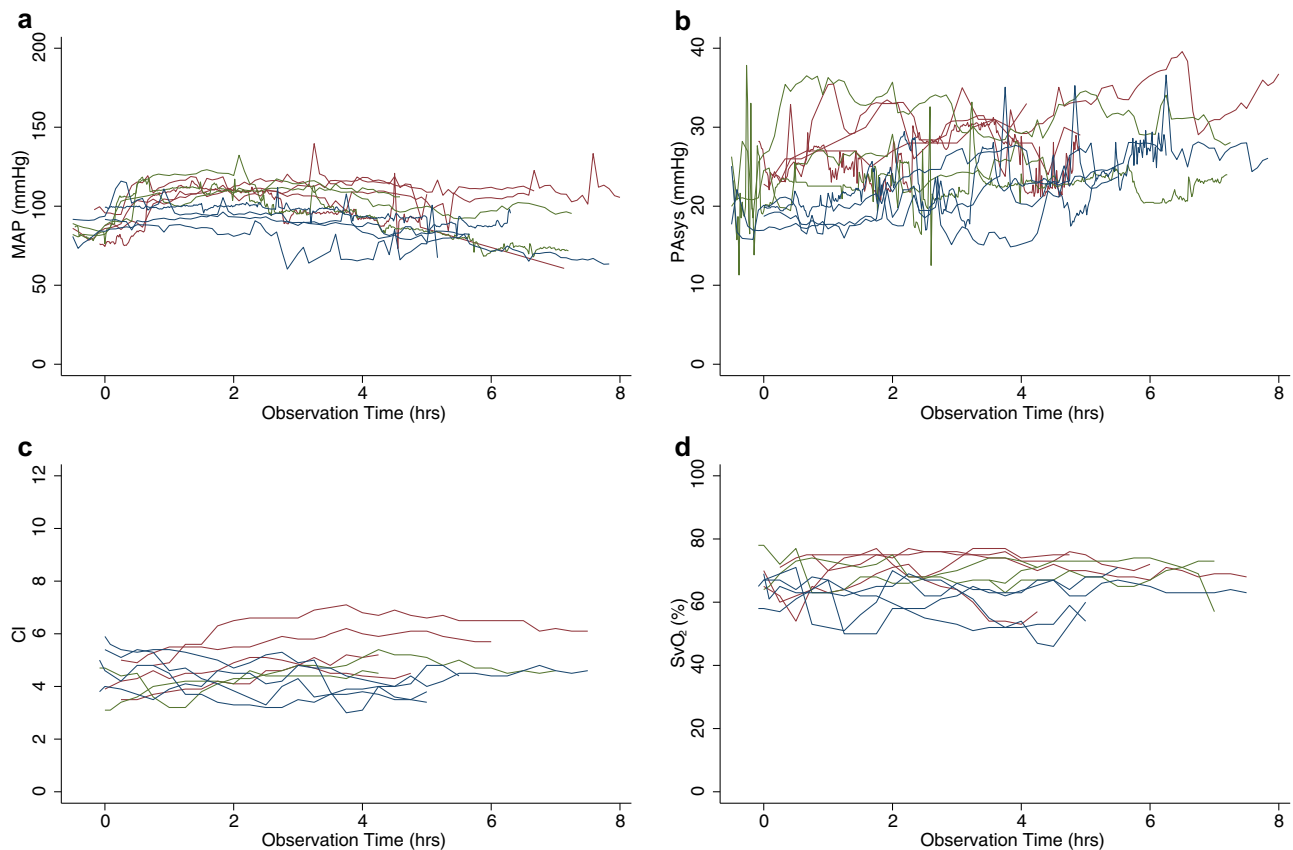 a
MAP (mmHg)
200
150
100
50
0
0 2 4 6 8
Observation Time (hrs)
b
PAsys (mmHg)
40
30
20
10
0
0 2 4 6 8
Observation Time (hrs)
c
CI
12
10
8
6
4
2
0
0 2 4 6 8
Observation Time (hrs)
d
SvO₂ (%)
100
80
60
40
20
0
0 2 4 6 8
Observation Time (hrs)